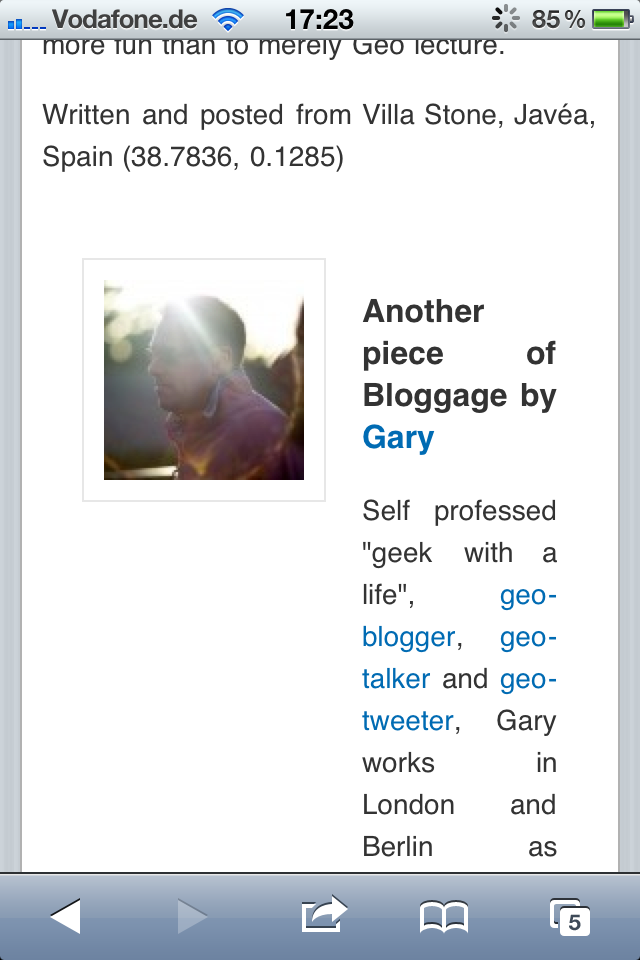 Vodafone.de 17:23 85%
more fun than to merely Geo lecture.
Written and posted from Villa Stone, Javéa,
Spain (38.7836, 0.1285)
Another
piece of
Bloggage by
Gary
Self professed
"geek with a
life", geo-
blogger, geo-
talker and geo-
tweeter, Gary
works in
London and
Berlin as
5